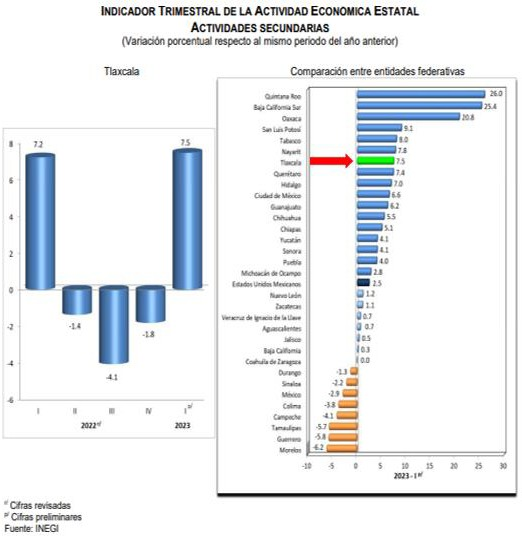 INDICADOR TRIMESTRAL DE LA ACTIVIDAD ECONÓMICA ESTATAL
ACTIVIDADES SECUNDARIAS
(Variación porcentual respecto al mismo periodo del año anterior)
Tlaxcala
8
6
4
2
0
-2
-4
-6
7.2
-1.4
-4.1
-1.8
7.5
I
II
III
IV
I p/
2022 r/
2023
Comparación entre entidades federativas
Quintana Roo 26.0
Baja California Sur 25.4
Oaxaca 20.8
San Luis Potosí 9.1
Tabasco 8.0
Nayarit 7.8
Tlaxcala 7.5
Querétaro 7.4
Hidalgo 7.0
Ciudad de México 6.6
Guanajuato 6.2
Chihuahua 5.5
Chiapas 5.1
Yucatán 4.1
Sonora 4.1
Puebla 4.0
Michoacán de Ocampo 2.8
Estados Unidos Mexicanos 2.5
Nuevo León 1.2
Zacatecas 1.1
Veracruz de Ignacio de la Llave 0.7
Aguascalientes 0.7
Jalisco 0.5
Baja California 0.3
Coahuila de Zaragoza 0.0
Durango -1.3
Sinaloa -2.2
México -2.9
Colima -3.8
Campeche -4.1
Tamaulipas -5.7
Guerrero -5.8
Morelos -6.2
-10 -5 0 5 10 15 20 25 30
2023 - I p/
r/ Cifras revisadas
p/ Cifras preliminares
Fuente: INEGI